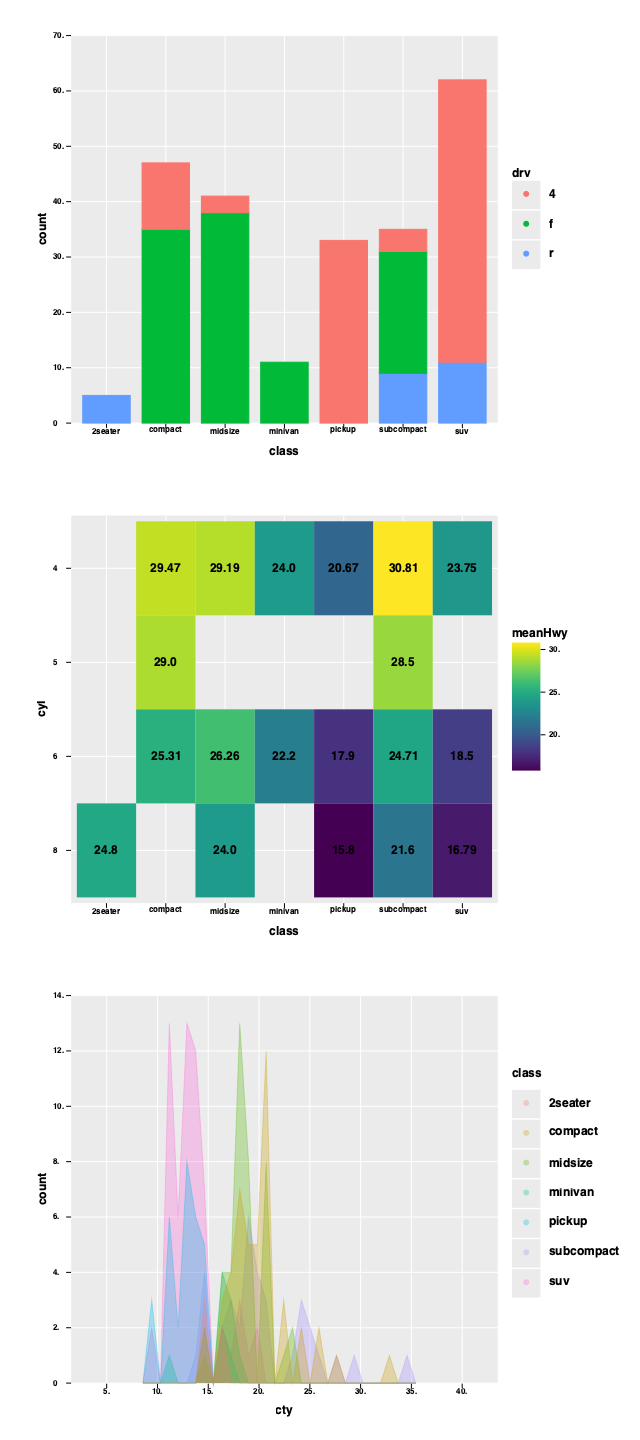 70.
60.
50.
40.
30.
20.
10.
0
count
2seater compact midsize minivan pickup subcompact suv
class
drv
4
f
r
4 29.47 29.19 24.0 20.67 30.81 23.75
5 29.0 28.5
6 25.31 26.26 22.2 17.9 24.71 18.5
8 24.8 24.0 15.8 21.6 16.79
cyl
2seater compact midsize minivan pickup subcompact suv
class
meanHwy
30.
25.
20.
14.
12.
10.
8.
6.
4.
2.
0
count
5. 10. 15. 20. 25. 30. 35. 40.
cty
class
2seater
compact
midsize
minivan
pickup
subcompact
suv